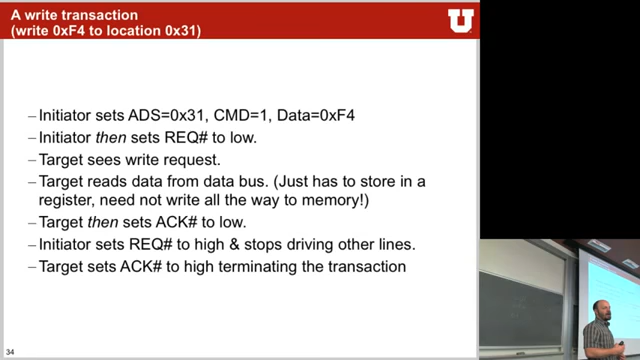 A write transaction
(write 0xF4 to location 0x31)
U
– Initiator sets ADS=0x31, CMD=1, Data=0xF4
– Initiator then sets REQ# to low.
– Target sees write request.
– Target reads data from data bus. (Just has to store in a
register, need not write all the way to memory!)
– Target then sets ACK# to low.
– Initiator sets REQ# to high & stops driving other lines.
– Target sets ACK# to high terminating the transaction
34